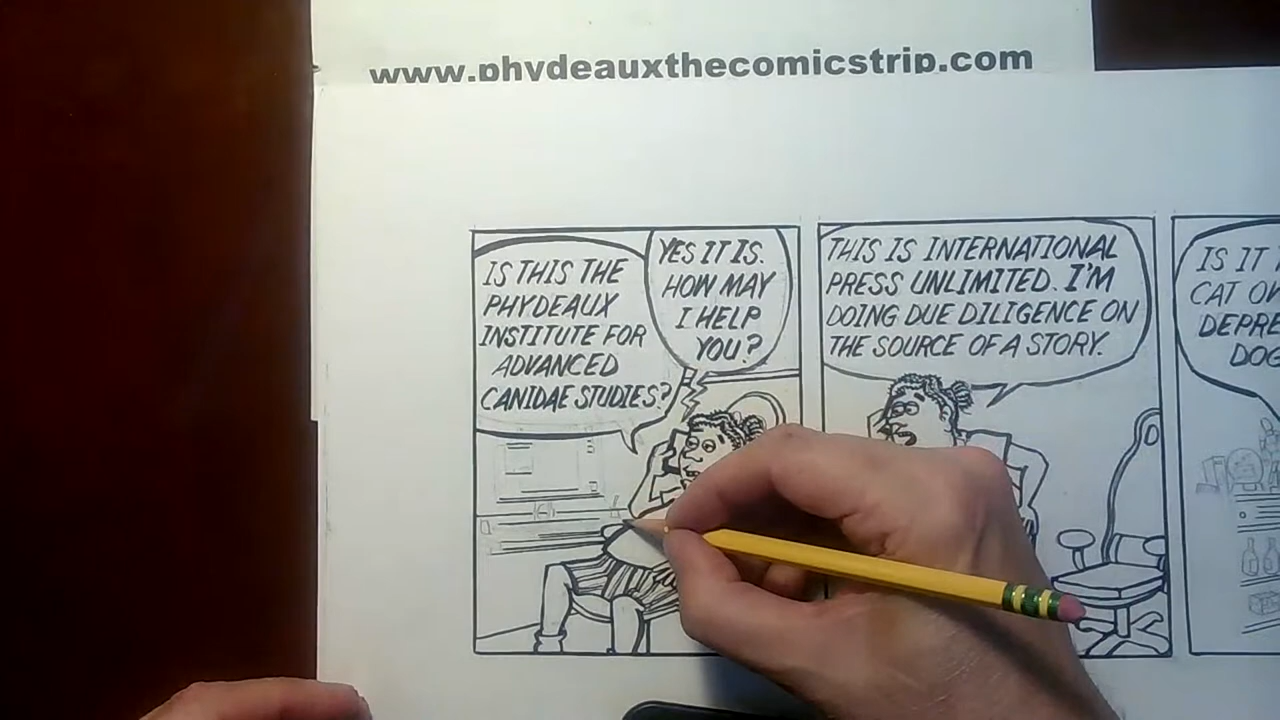 www.phydeauxthecomicstrip.com
IS THIS THE
PHYDEAUX
INSTITUTE FOR
ADVANCED
CANIDAE STUDIES?
YES IT IS.
HOW MAY
I HELP
YOU?
THIS IS INTERNATIONAL
PRESS UNLIMITED. I'M
DOING DUE DILIGENCE ON
THE SOURCE OF A STORY.
IS IT
CAT
DEPRE
DOG